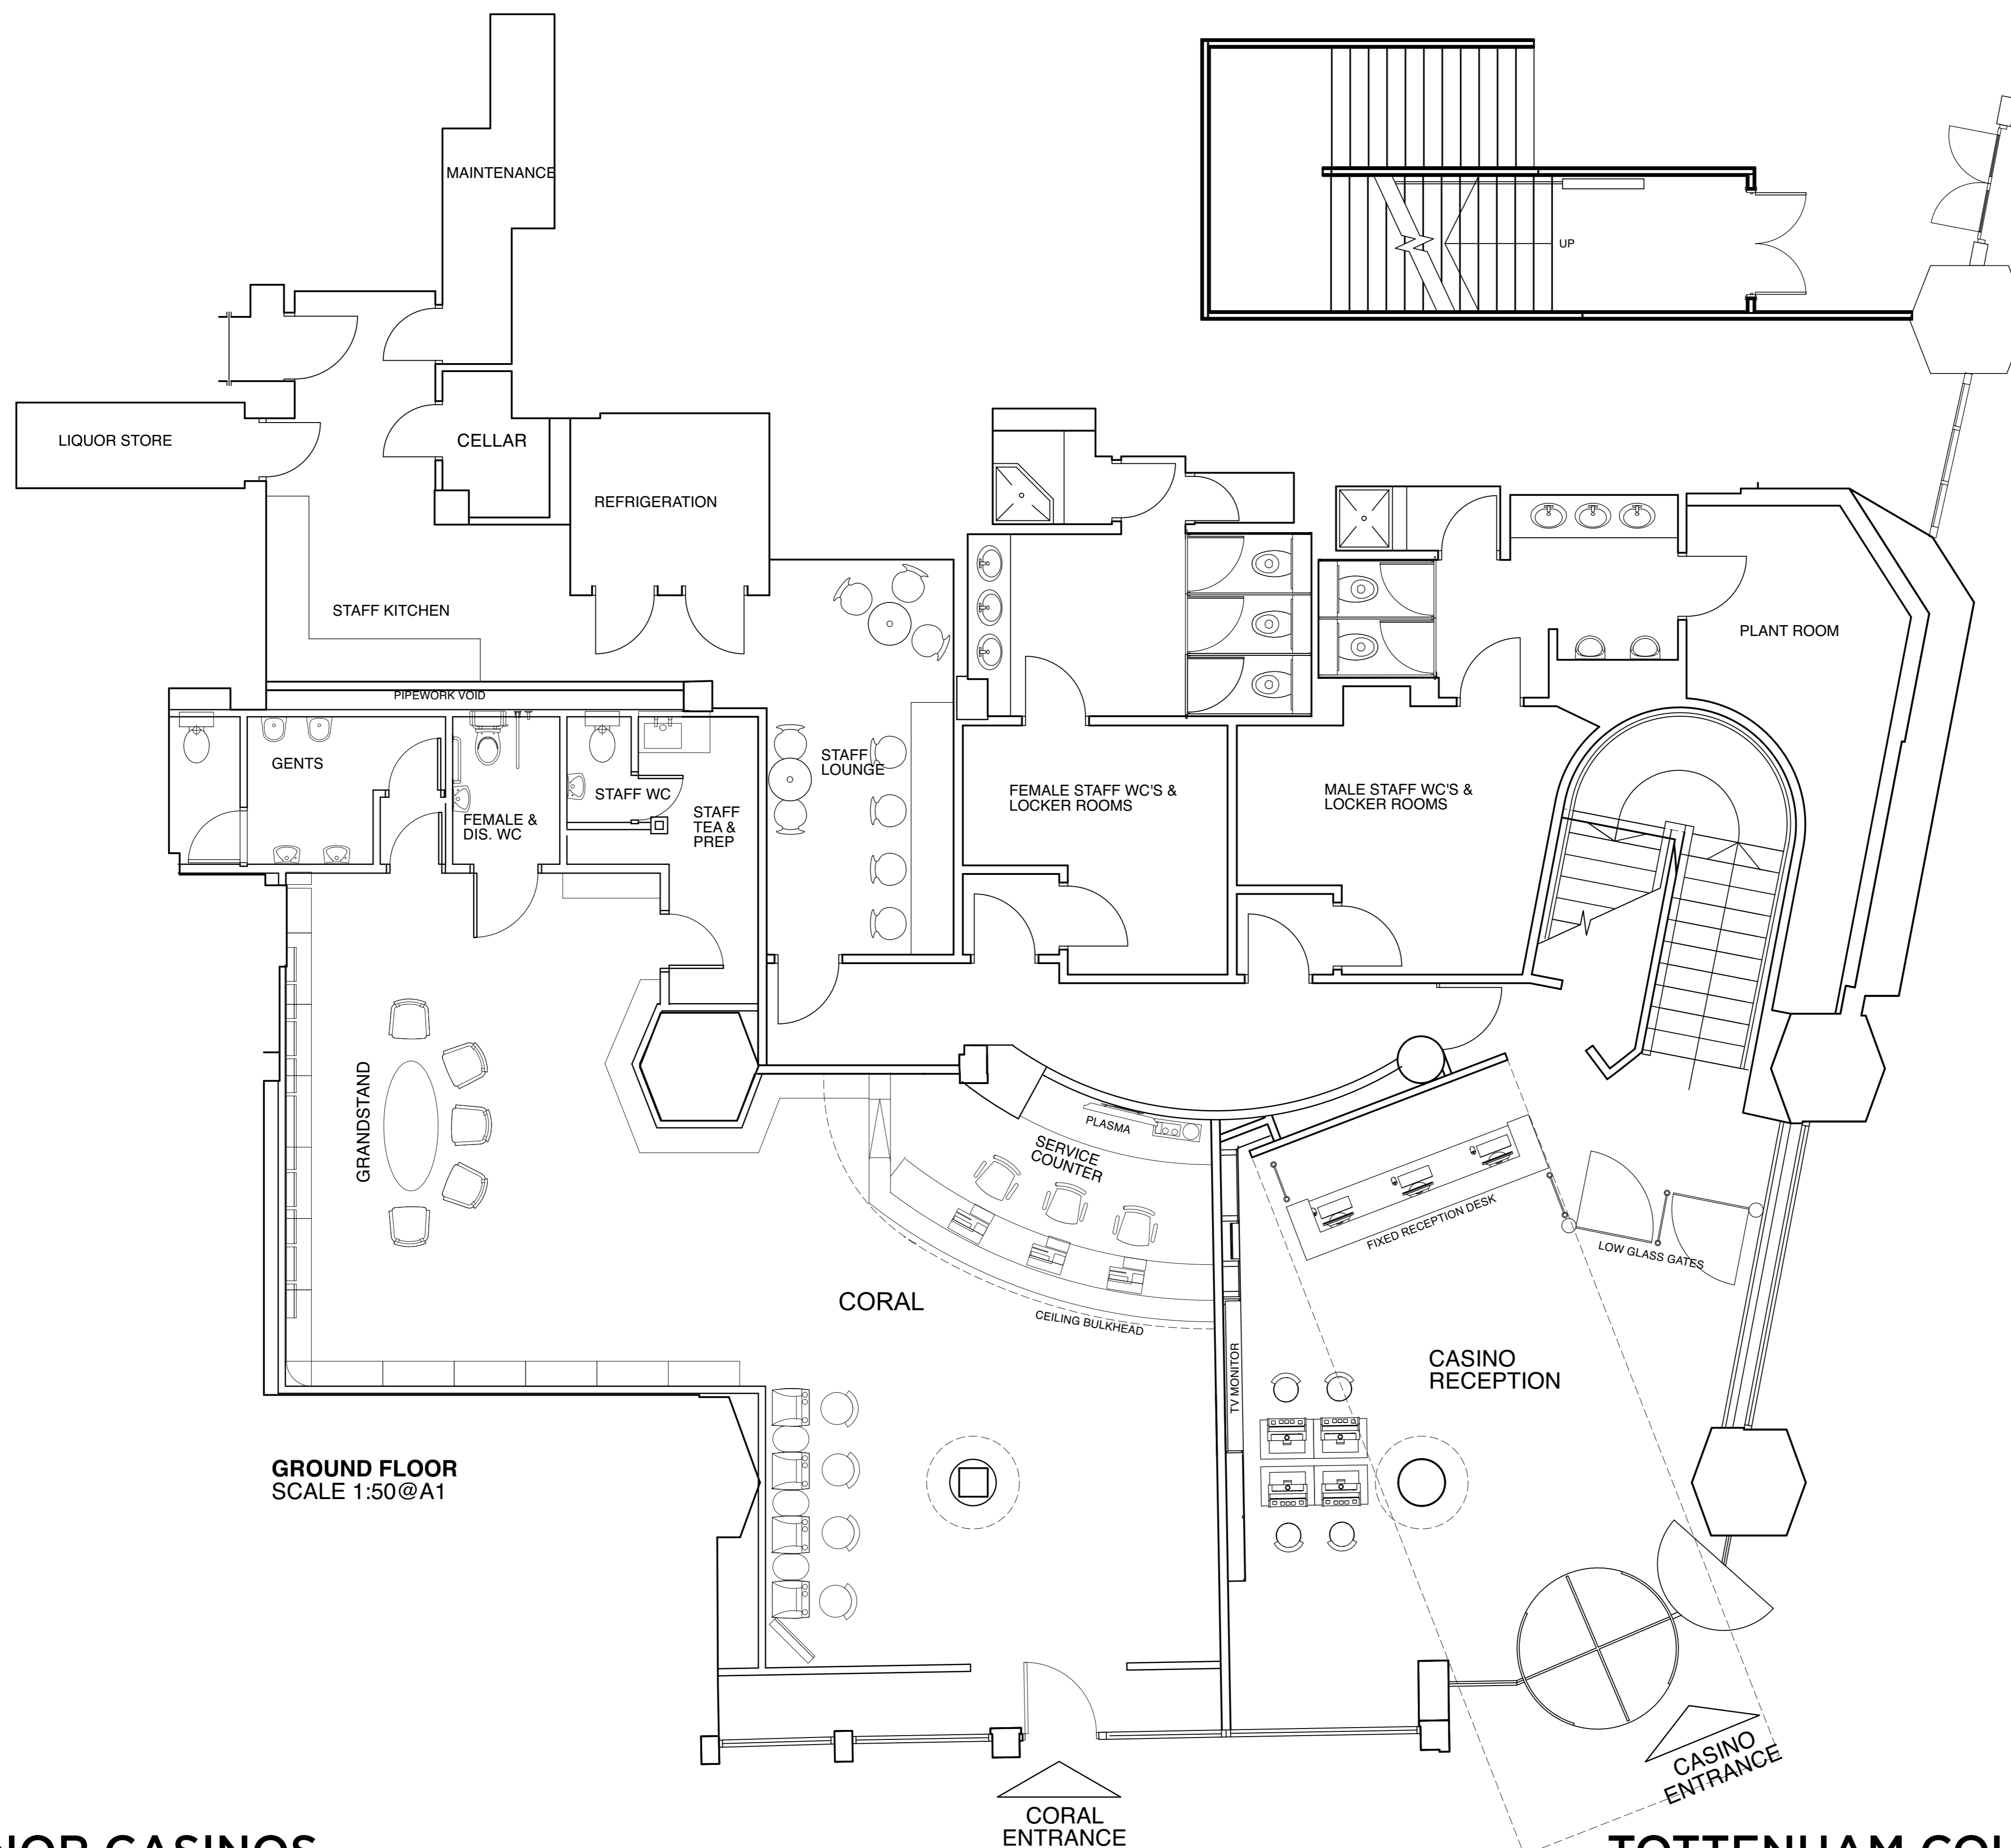 MAINTENANCE
UP
LIQUOR STORE
CELLAR
REFRIGERATION
STAFF KITCHEN
PLANT ROOM
PIPEWORK VOID
GENTS
STAFF
LOUNGE
STAFF WC
FEMALE &
DIS. WC
STAFF
TEA &
PREP
FEMALE STAFF WC'S &
LOCKER ROOMS
MALE STAFF WC'S &
LOCKER ROOMS
GRANDSTAND
PLASMA
SERVICE
COUNTER
FIXED RECEPTION DESK
LOW GLASS GATES
CORAL
CEILING BULKHEAD
TV MONITOR
CASINO
RECEPTION
GROUND FLOOR
SCALE 1:50@A1
CASINO
ENTRANCE
CORAL
ENTRANCE
CASINOS
TOTTENHAM